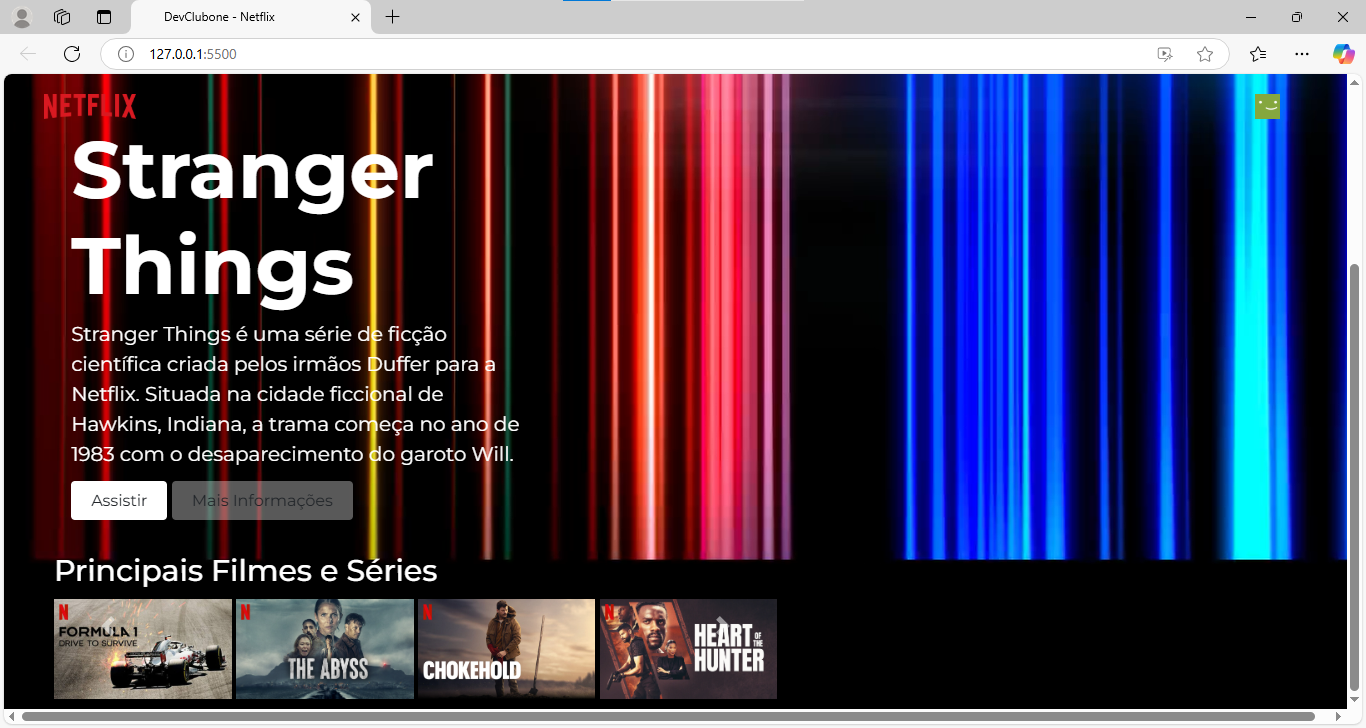 DevClubone - Netflix
127.0.0.1:5500
NETFLIX
Stranger
Things
Stranger Things é uma série de ficção
científica criada pelos irmãos Duffer para a
Netflix. Situada na cidade ficcional de
Hawkins, Indiana, a trama começa no ano de
1983 com o desaparecimento do garoto Will.
Assistir
Mais Informações
Principais Filmes e Séries
N
FORMULA 1
DRIVE TO SURVIVE
N
THE ABYSS
N
CHOKEHOLD
N
HEART OF THE
HUNTER